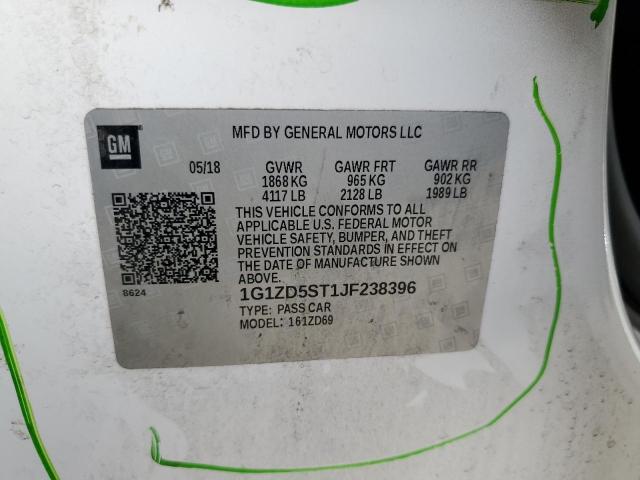 GM
MFD BY GENERAL MOTORS LLC
05/18 GVWR GAWR FRT GAWR RR
1868 KG 965 KG 902 KG
4117 LB 2128 LB 1989 LB
THIS VEHICLE CONFORMS TO ALL
APPLICABLE U.S. FEDERAL MOTOR
VEHICLE SAFETY, BUMPER, AND THEFT
PREVENTION STANDARDS IN EFFECT ON
THE DATE OF MANUFACTURE SHOWN
ABOVE.
8624
1G1ZD5ST1JF238396
TYPE: PASS CAR
MODEL: 161ZD69